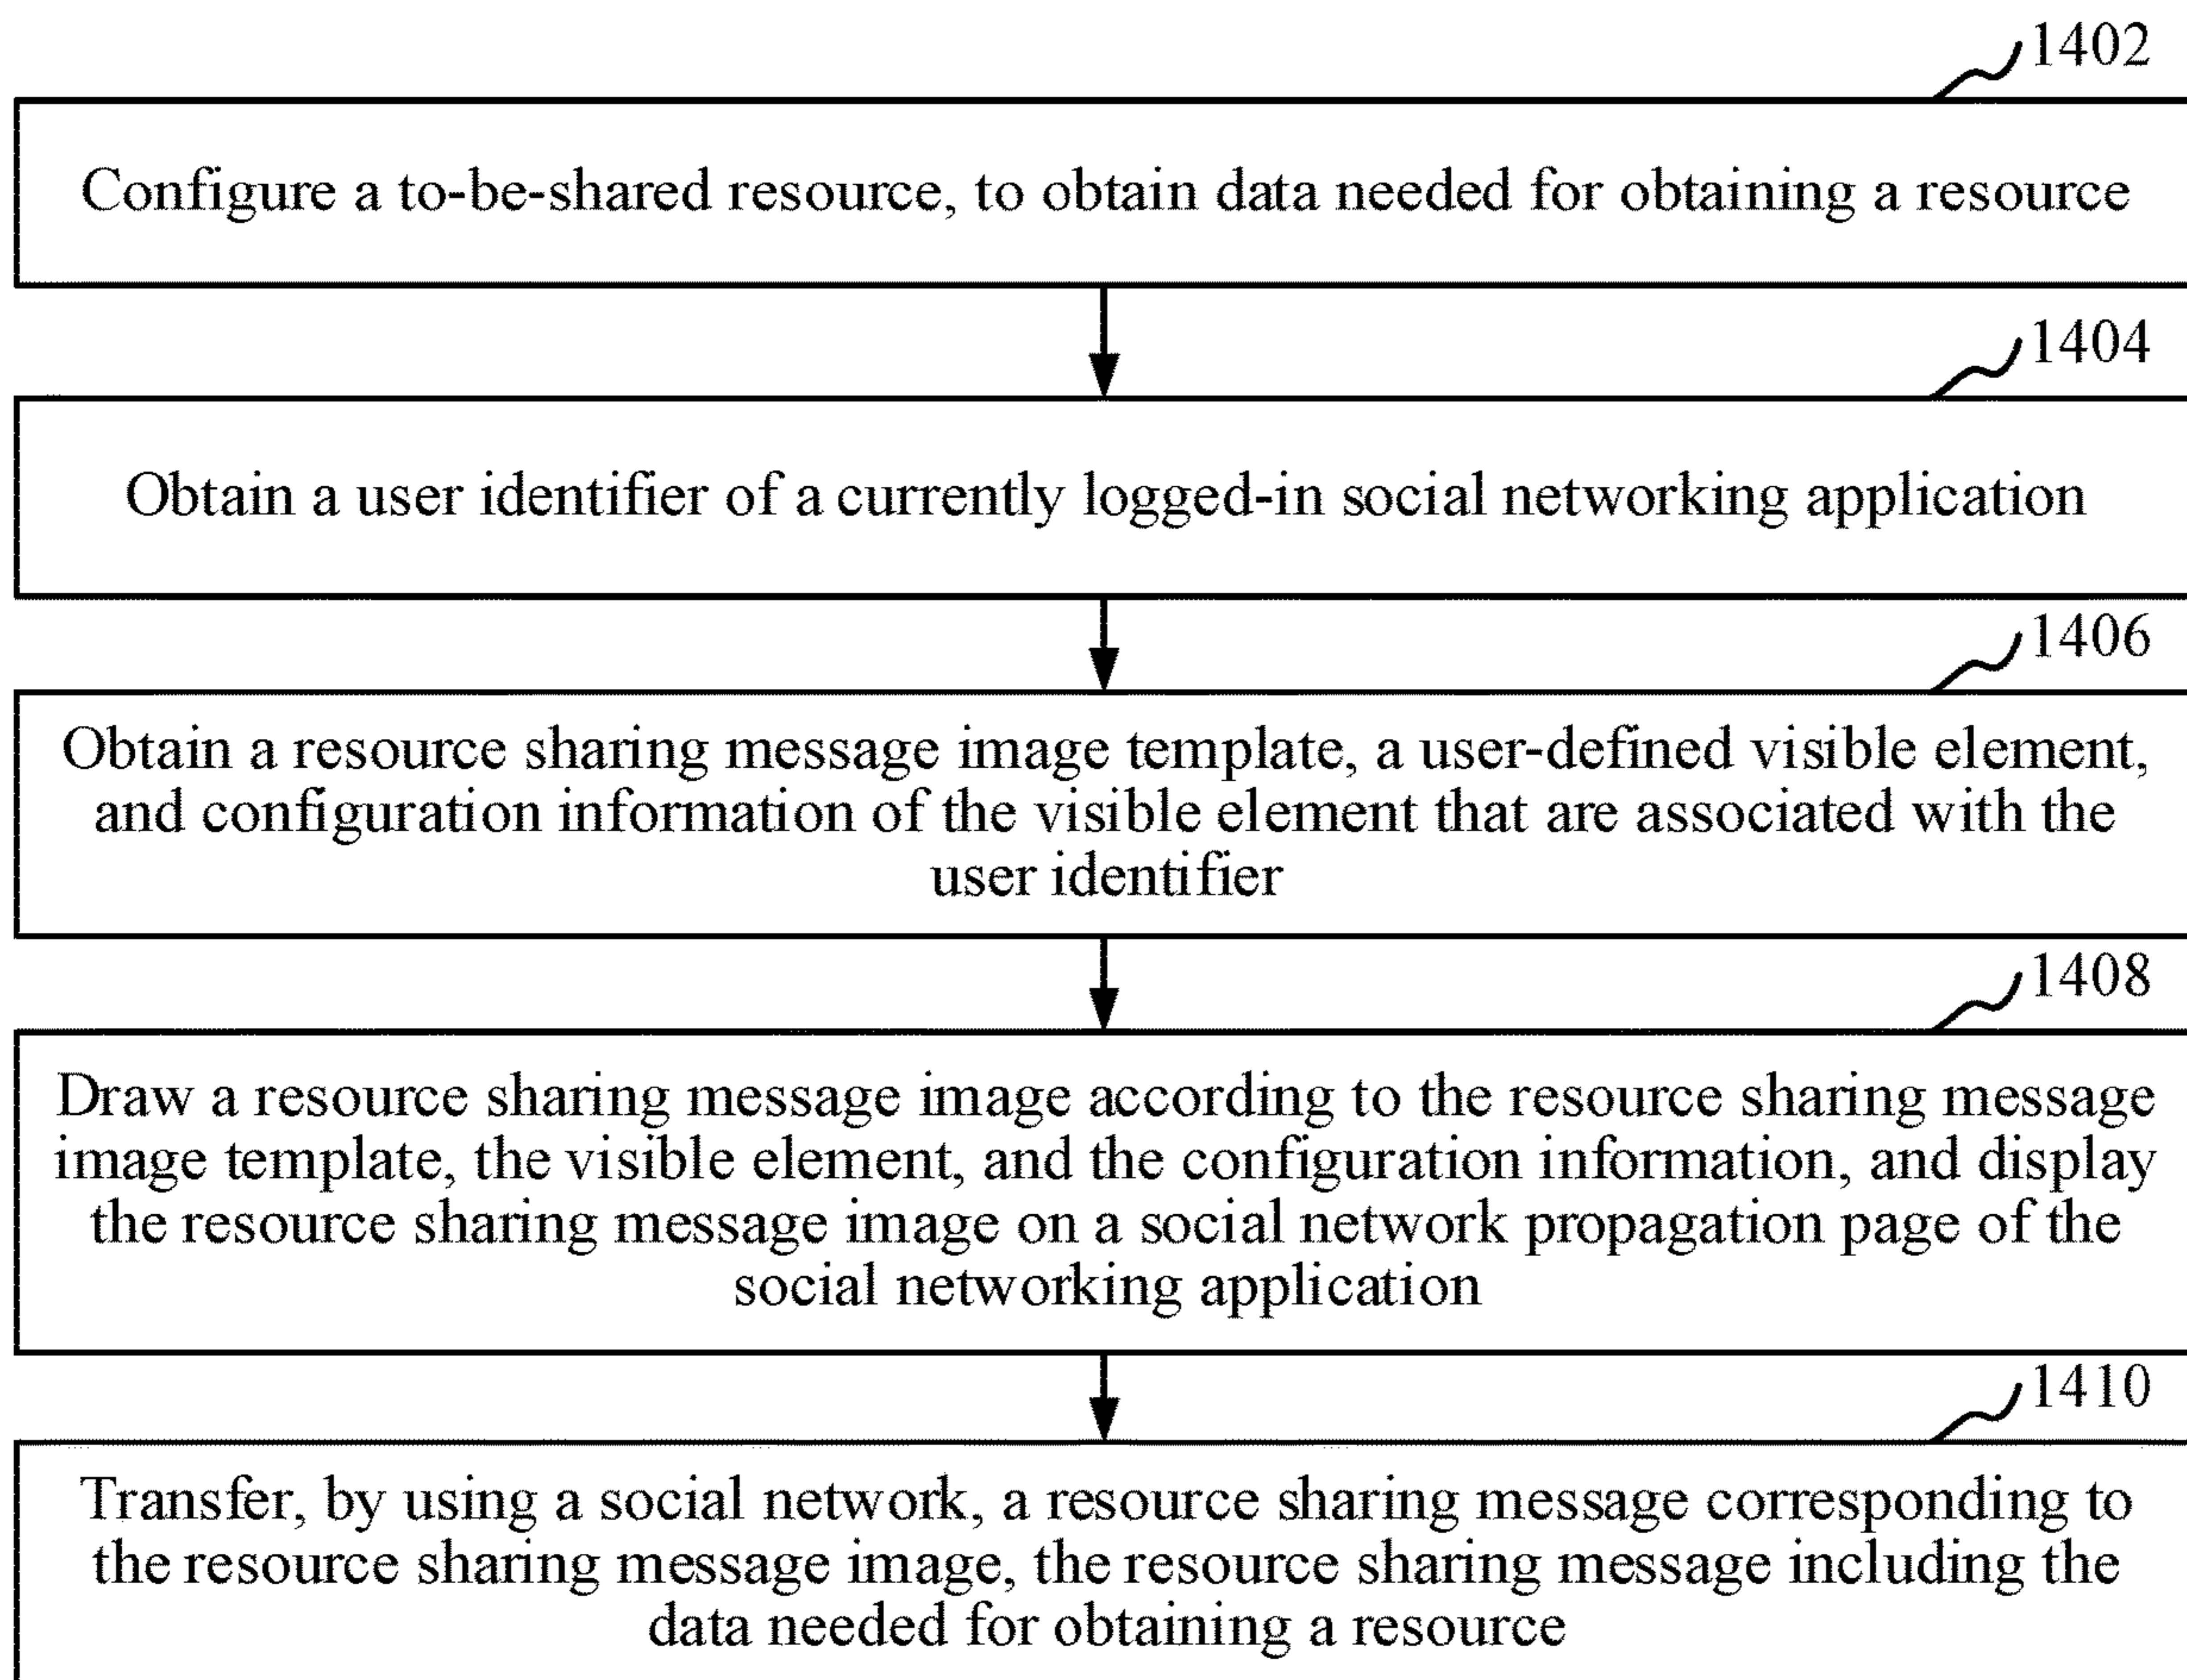 1402
Configure a to-be-shared resource, to obtain data needed for obtaining a resource
1404
Obtain a user identifier of a currently logged-in social networking application
1406
Obtain a resource sharing message image template, a user-defined visible element,
and configuration information of the visible element that are associated with the
user identifier
1408
Draw a resource sharing message image according to the resource sharing message
image template, the visible element, and the configuration information, and display
the resource sharing message image on a social network propagation page of the
social networking application
1410
Transfer, by using a social network, a resource sharing message corresponding to
the resource sharing message image, the resource sharing message including the
data needed for obtaining a resource